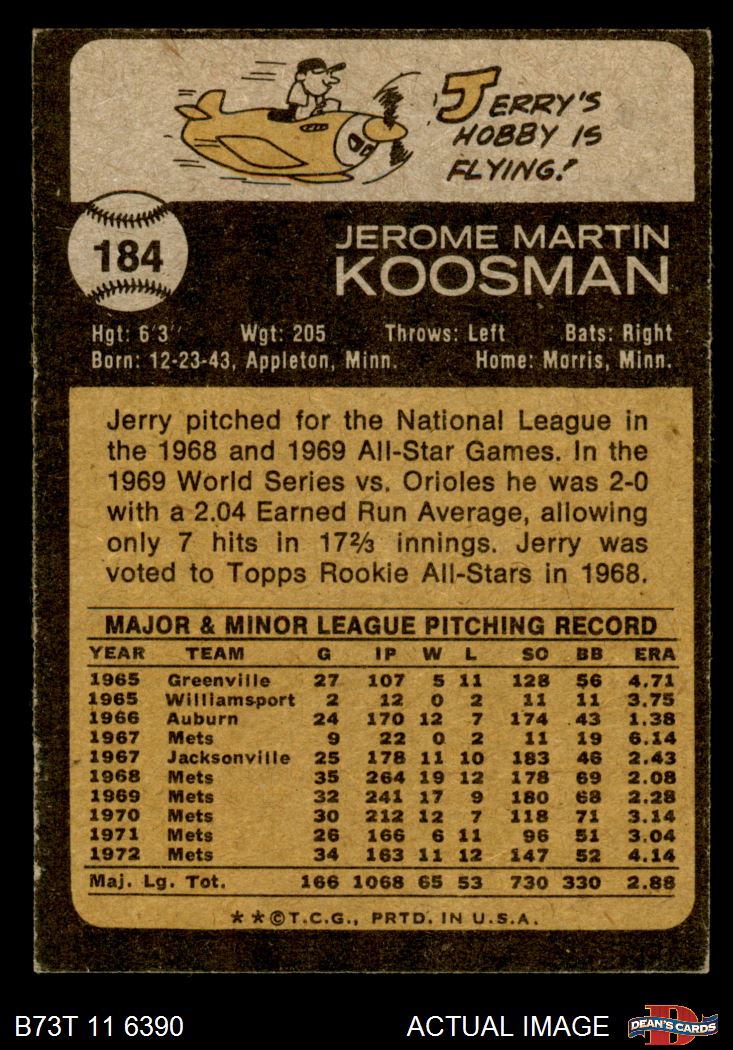 JERRY'S
HOBBY IS
FLYING!
184
JEROME MARTIN
KOOSMAN
Hgt: 6'3" Wgt: 205 Throws: Left Bats: Right
Born: 12-23-43, Appleton, Minn. Home: Morris, Minn.
Jerry pitched for the National League in
the 1968 and 1969 All-Star Games. In the
1969 World Series vs. Orioles he was 2-0
with a 2.04 Earned Run Average, allowing
only 7 hits in 17⅔ innings. Jerry was
voted to Topps Rookie All-Stars in 1968.
MAJOR & MINOR LEAGUE PITCHING RECORD
YEAR TEAM G IP W L SO BB ERA
1965 Greenville 27 107 5 11 128 56 4.71
1965 Williamsport 2 12 0 2 11 11 3.75
1966 Auburn 24 170 12 7 174 43 1.38
1967 Mets 9 22 0 2 11 19 6.14
1967 Jacksonville 25 178 11 10 183 46 2.43
1968 Mets 35 264 19 12 178 69 2.08
1969 Mets 32 241 17 9 180 68 2.28
1970 Mets 30 212 12 7 118 71 3.14
1971 Mets 26 166 6 11 96 51 3.04
1972 Mets 34 163 11 12 147 52 4.14
Maj. Lg. Tot. 166 1068 65 53 730 330 2.88
**©T.C.G., PRTD. IN U.S.A.
B73T 11 6390 ACTUAL IMAGE DEAN'S CARDS